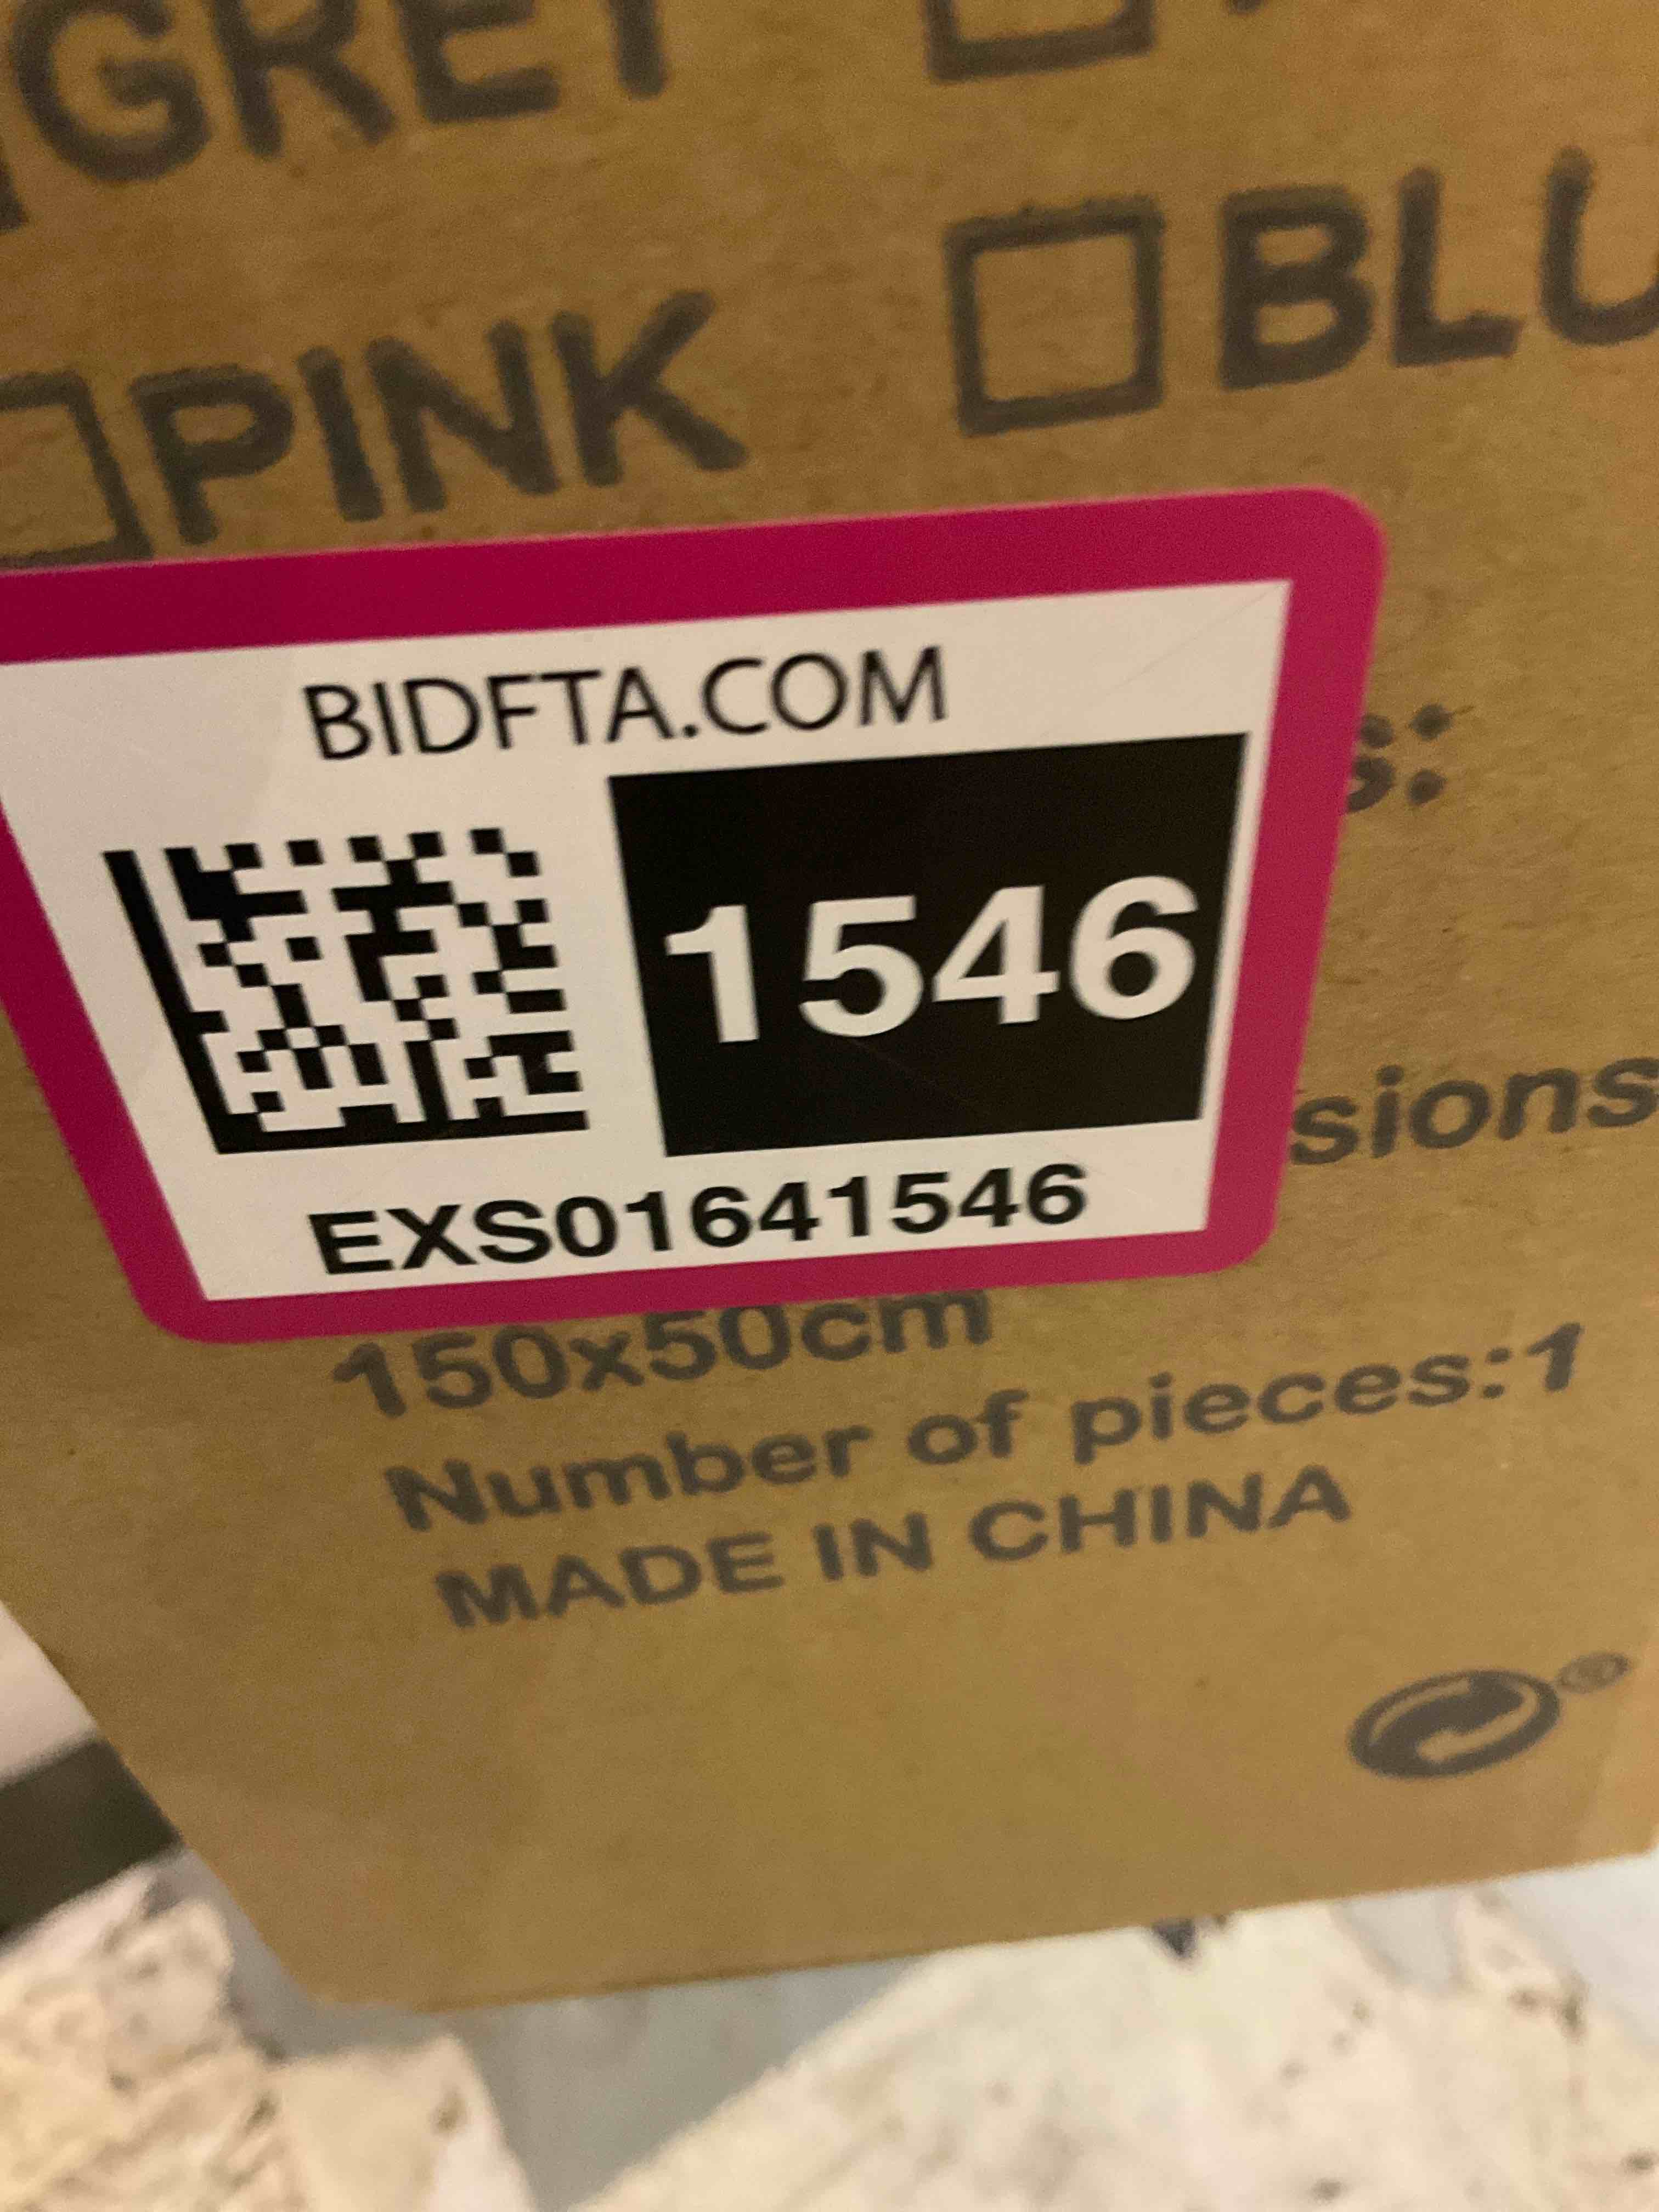 GREY
PINK
BLU
BIDFTA.COM
1546
EXS01641546
s:
sions
150x50cm
Number of pieces:1
MADE IN CHINA